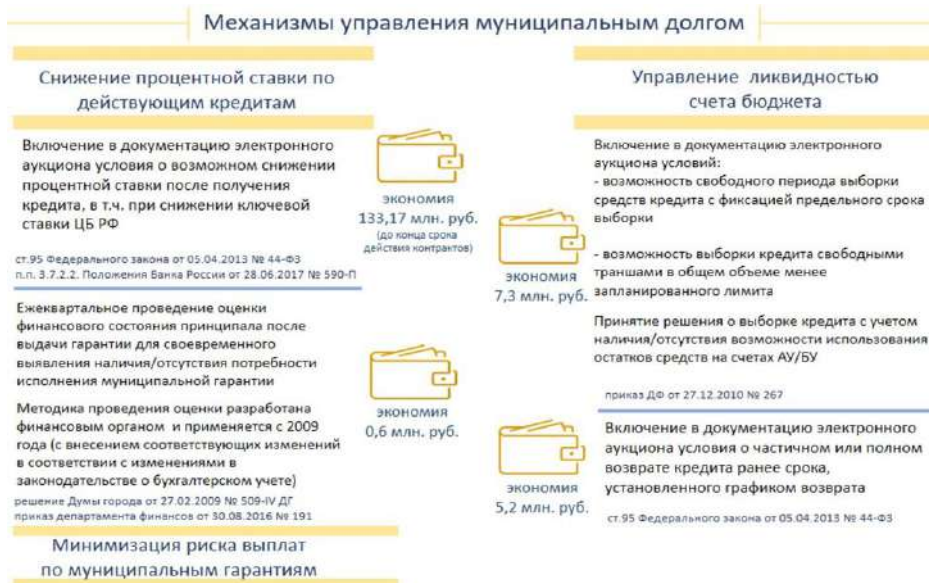 Механизмы управления муниципальным долгом
Снижение процентной ставки по
действующим кредитам
Включение в документацию электронного
аукциона условия о возможном снижении
процентной ставки после получения
кредита, в т.ч. при снижении ключевой
ставки ЦБ РФ
ст.95 Федерального закона от 05.04.2013 № 44-ФЗ
п.п. 3.7.2.2. Положения Банка России от 28.06.2017 № 590-П
экономия
133,17 млн. руб.
(до конца срока
действия контрактов)
Ежеквартальное проведение оценки
финансового состояния принципала после
выдачи гарантии для своевременного
выявления наличия/отсутствия потребности
исполнения муниципальной гарантии
Методика проведения оценки разработана
финансовым органом и применяется с 2009
года (с внесением соответствующих изменений
в соответствии с изменениями в
законодательстве о бухгалтерском учете)
решение Думы города от 27.02.2009 № 509-IV ДГ
приказ департамента финансов от 30.08.2016 № 191
экономия
0,6 млн. руб.
Минимизация риска выплат
по муниципальным гарантиям
Управление ликвидностью
счета бюджета
Включение в документацию электронного
аукциона условий:
- возможность свободного периода выборки
средств кредита с фиксацией предельного срока
выборки
- возможность выборки кредита свободными
траншами в общем объеме менее
запланированного лимита
Принятие решения о выборке кредита с учетом
наличия/отсутствия возможности использования
остатков средств на счетах АУ/БУ
приказ ДФ от 27.12.2010 № 267
экономия
7,3 млн. руб.
Включение в документацию электронного
аукциона условия о частичном или полном
возврате кредита ранее срока,
установленного графиком возврата
ст.95 Федерального закона от 05.04.2013 № 44-ФЗ
экономия
5,2 млн. руб.